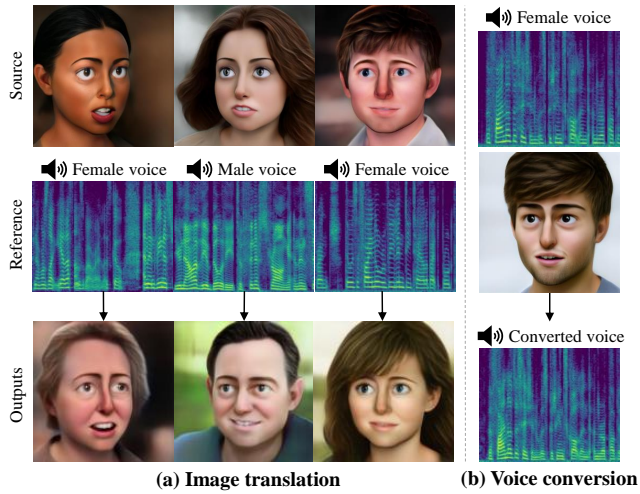 Source
Female voice
Male voice
Female voice
Reference
Outputs
(a) Image translation
Female voice
Converted voice
(b) Voice conversion